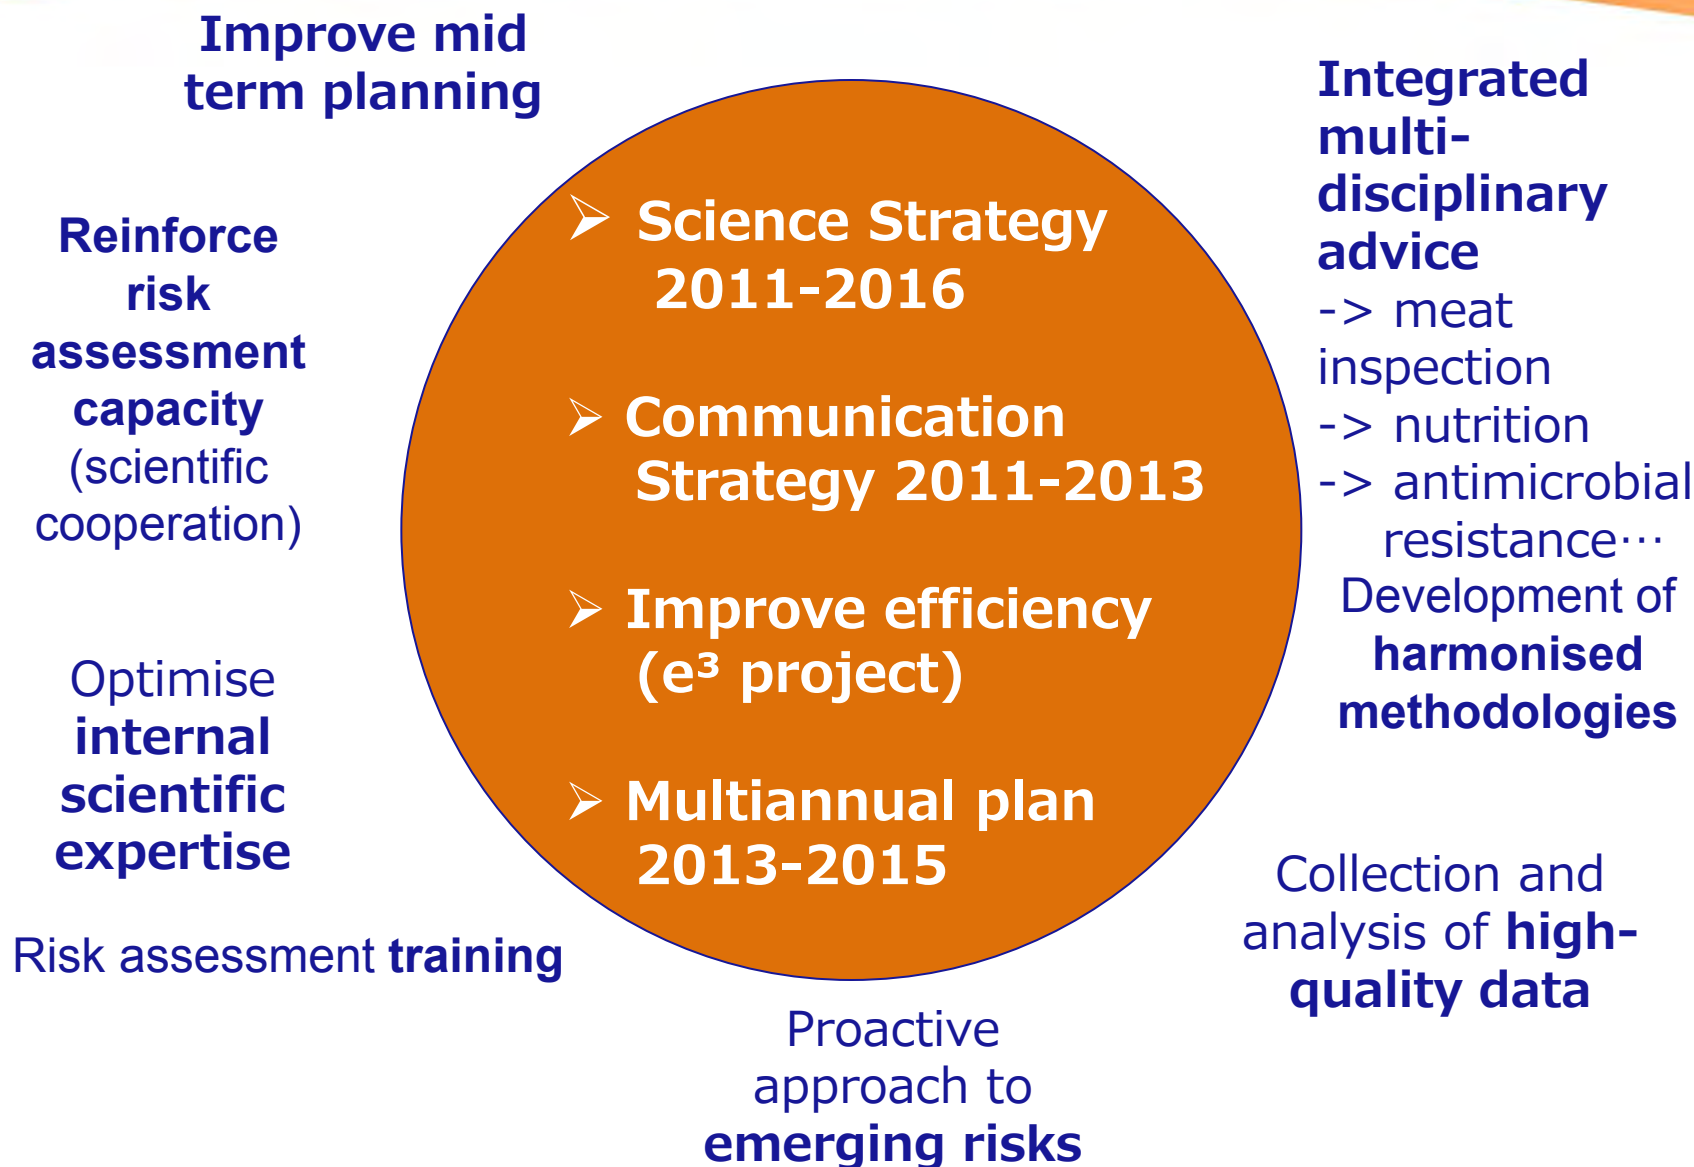 Improve mid
term planning
Reinforce
risk
assessment
capacity
(scientific
cooperation)
Optimise
internal
scientific
expertise
Risk assessment training
➢ Science Strategy
2011-2016
➢ Communication
Strategy 2011-2013
➢ Improve efficiency
(e³ project)
➢ Multiannual plan
2013-2015
Proactive
approach to
emerging risks
Integrated
multi-
disciplinary
advice
-> meat
inspection
-> nutrition
-> antimicrobial
resistance…
Development of
harmonised
methodologies
Collection and
analysis of high-
quality data